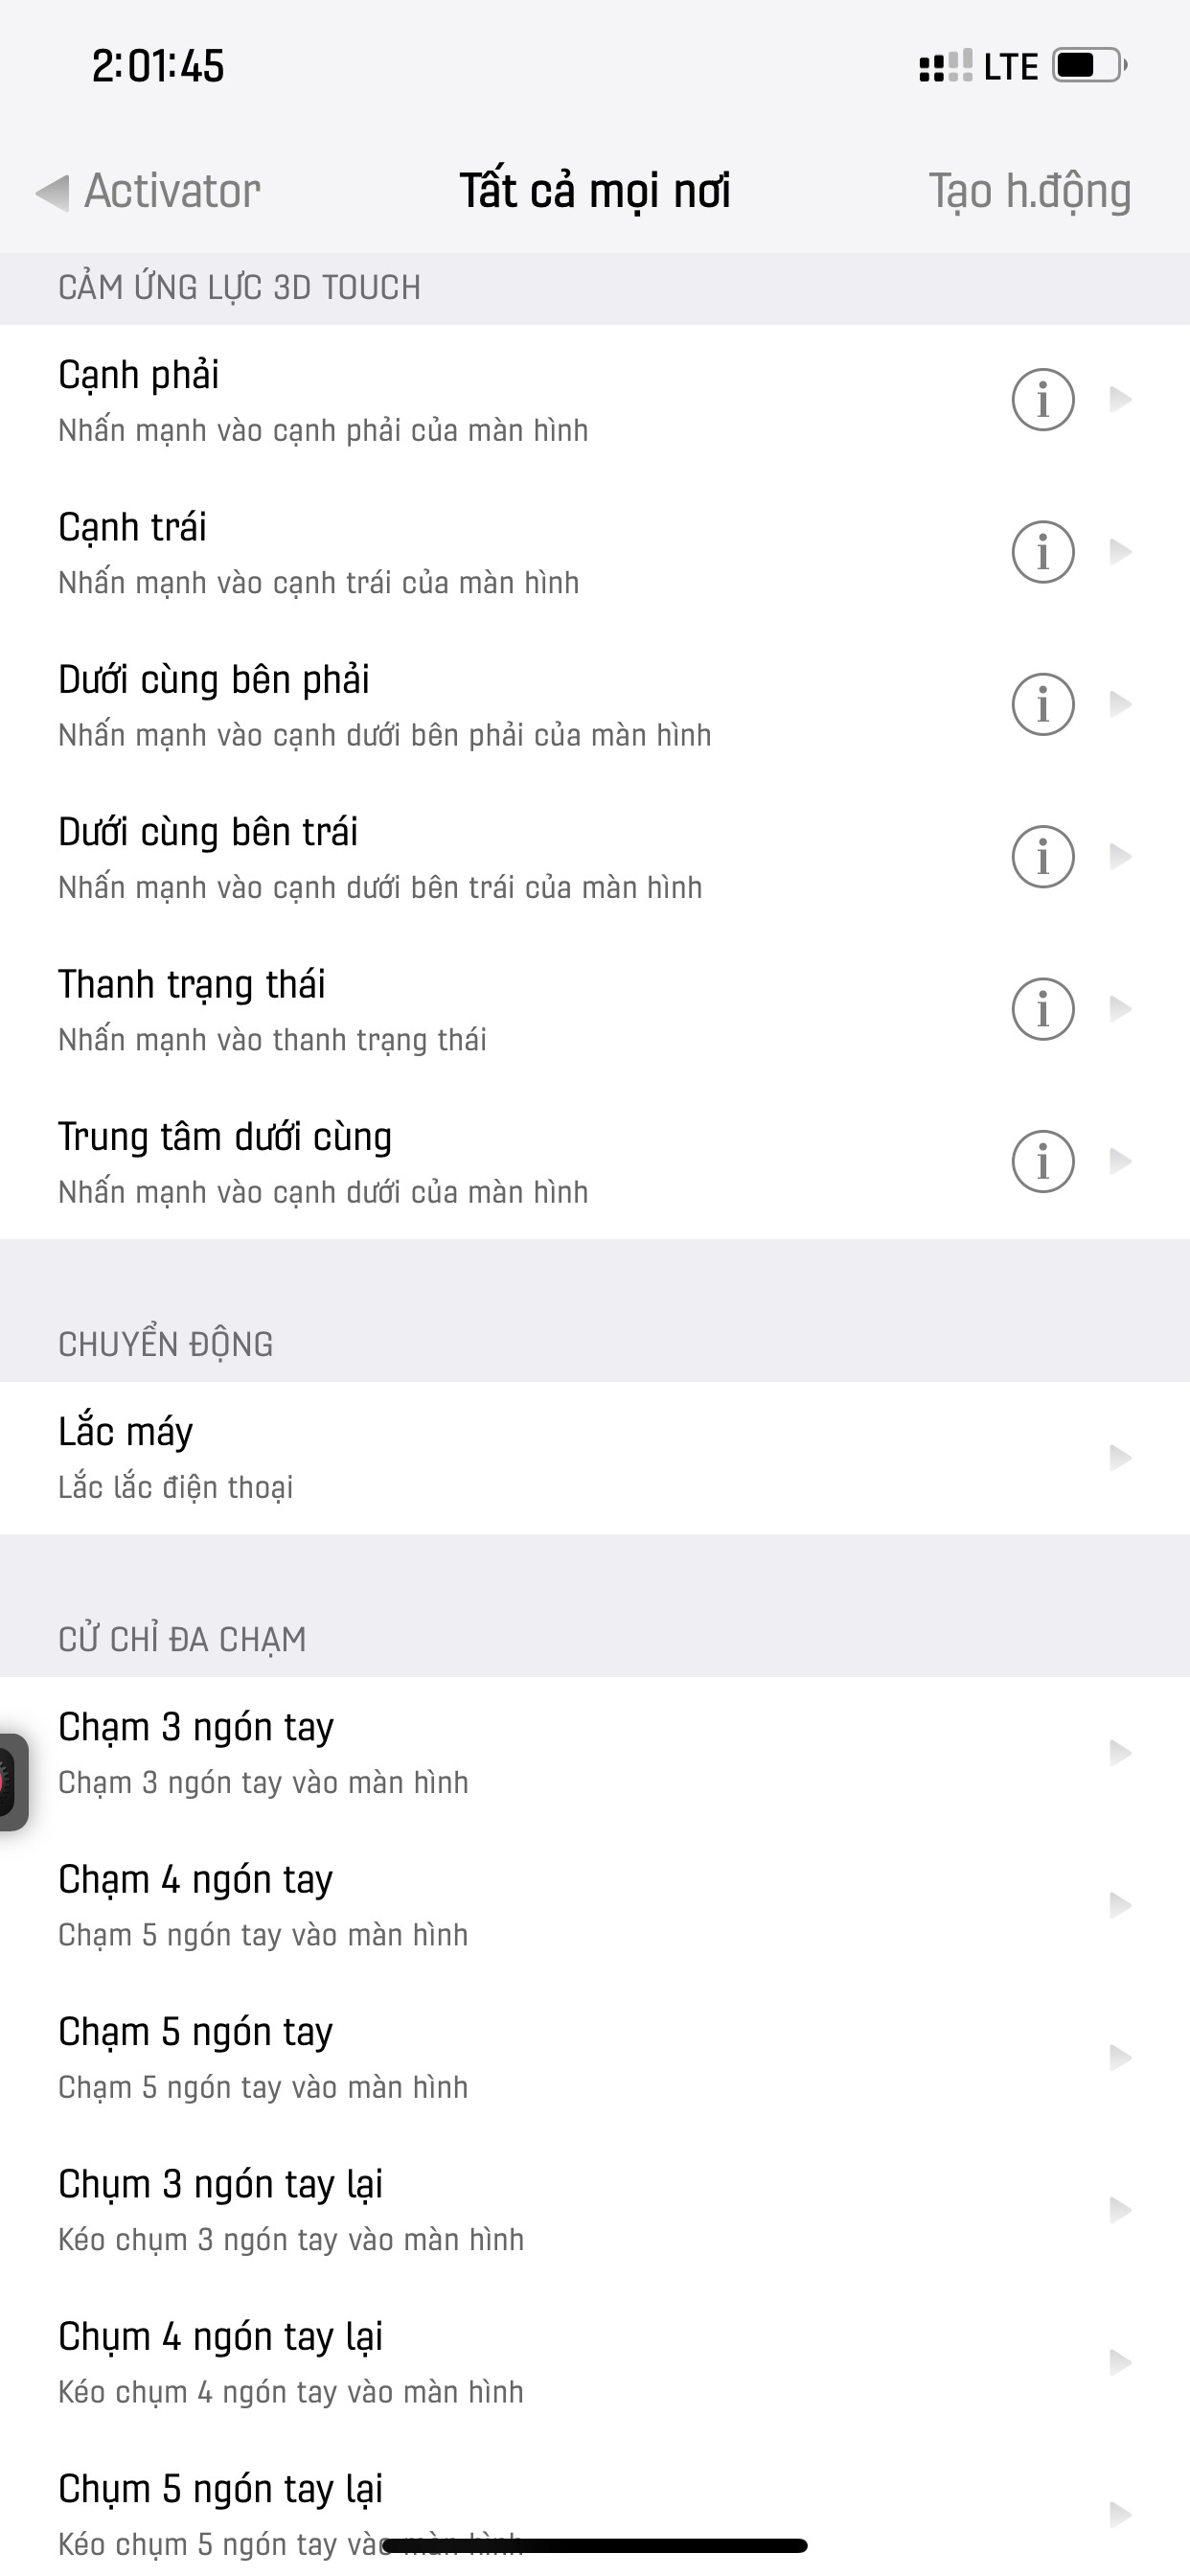 2:01:45 LTE
Activator Tất cả mọi nơi Tạo h.động
CẢM ỨNG LỰC 3D TOUCH
Cạnh phải
Nhấn mạnh vào cạnh phải của màn hình
Cạnh trái
Nhấn mạnh vào cạnh trái của màn hình
Dưới cùng bên phải
Nhấn mạnh vào cạnh dưới bên phải của màn hình
Dưới cùng bên trái
Nhấn mạnh vào cạnh dưới bên trái của màn hình
Thanh trạng thái
Nhấn mạnh vào thanh trạng thái
Trung tâm dưới cùng
Nhấn mạnh vào cạnh dưới của màn hình
CHUYỂN ĐỘNG
Lắc máy
Lắc lắc điện thoại
CỬ CHỈ ĐA CHẠM
Chạm 3 ngón tay
Chạm 3 ngón tay vào màn hình
Chạm 4 ngón tay
Chạm 5 ngón tay vào màn hình
Chạm 5 ngón tay
Chạm 5 ngón tay vào màn hình
Chụm 3 ngón tay lại
Kéo chụm 3 ngón tay vào màn hình
Chụm 4 ngón tay lại
Kéo chụm 4 ngón tay vào màn hình
Chụm 5 ngón tay lại
Kéo chụm 5 ngón tay vào màn hình